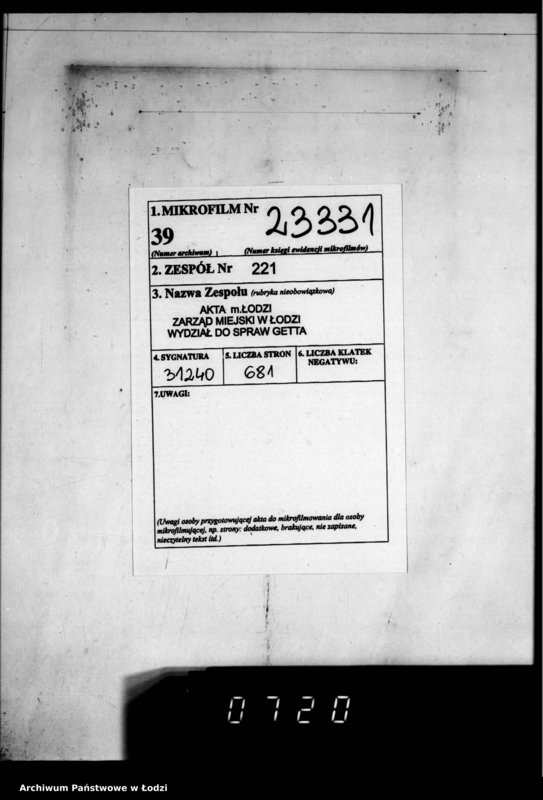 1. MIKROFILM Nr 23331
39
(Numer archiwum) (Numer księgi ewidencji mikrofilmów)
2. ZESPÓŁ Nr 221
3. Nazwa Zespołu (rubryka nieobowiązkowa)
AKTA m.ŁODZI
ZARZĄD MIEJSKI W ŁODZI
WYDZIAŁ DO SPRAW GETTA
4. SYGNATURA 5. LICZBA STRON 6. LICZBA KLATEK
NEGATYWU:
31240 681
7.UWAGI:
(Uwagi osoby przygotowującej akta do mikrofilmowania dla osoby
mikrofilmującej, np. strony: dodatkowe, brakujące, nie zapisane,
nieczytelny tekst itd.)
0720
Archiwum Państwowe w Łodzi